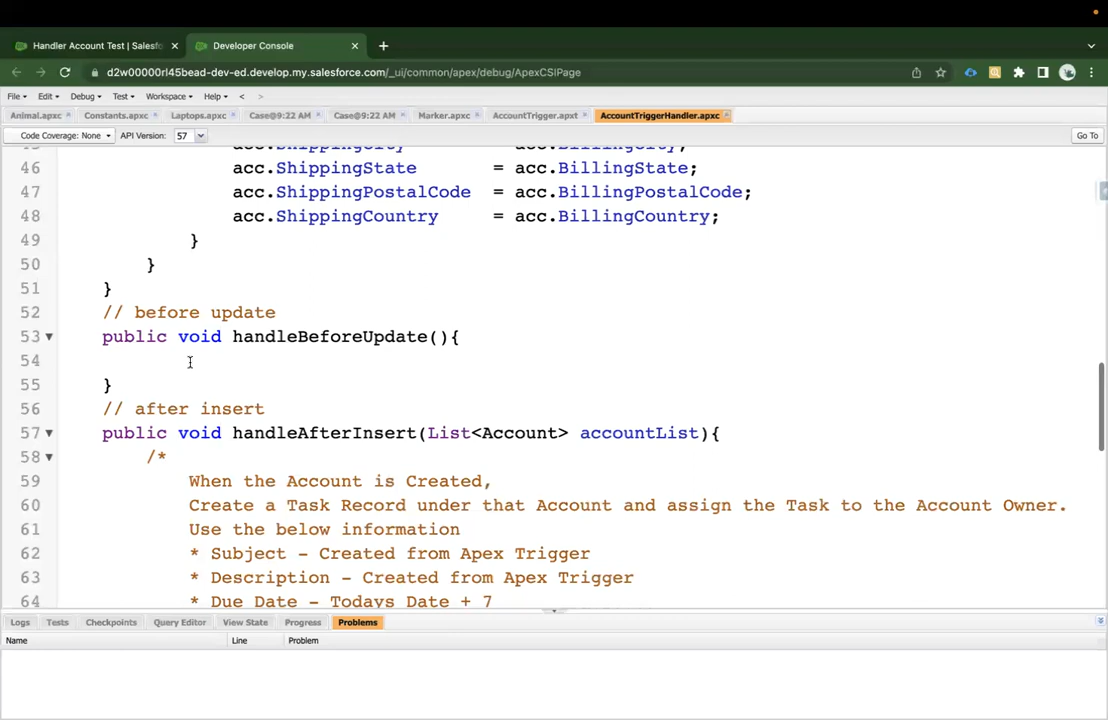 Handler Account Test | Salesfo
Developer Console
d2w00000rl45bead-dev-ed.develop.my.salesforce.com/_ui/common/apex/debug/ApexCSIPage
File Edit Debug Test Workspace Help < >
Animal.apxc Constants.apxc Laptops.apxc Case@9:22 AM Case@9:22 AM Marker.apxc AccountTrigger.apxt AccountTriggerHandler.apxc
Code Coverage: None API Version: 57 Go To
46 acc.ShippingState = acc.BillingState;
47 acc.ShippingPostalCode = acc.BillingPostalCode;
48 acc.ShippingCountry = acc.BillingCountry;
49 }
50 }
51 }
52 // before update
53 public void handleBeforeUpdate(){
54
55 }
56 // after insert
57 public void handleAfterInsert(List<Account> accountList){
58 /*
59 When the Account is Created,
60 Create a Task Record under that Account and assign the Task to the Account Owner.
61 Use the below information
62 * Subject - Created from Apex Trigger
63 * Description - Created from Apex Trigger
64 * Due Date - Todays Date + 7
Logs Tests Checkpoints Query Editor View State Progress Problems
Name Line Problem